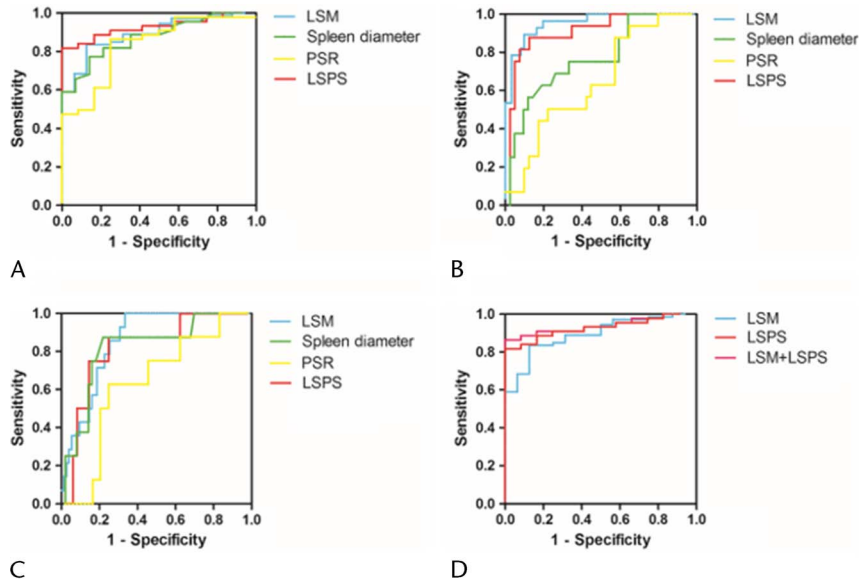 1.0
0.8
0.6
0.4
0.2
0.0
Sensitivity
0.0 0.2 0.4 0.6 0.8 1.0
1 - Specificity
LSM
Spleen diameter
PSR
LSPS
A
1.0
0.8
0.6
0.4
0.2
0.0
Sensitivity
0.0 0.2 0.4 0.6 0.8 1.0
1 - Specificity
LSM
Spleen diameter
PSR
LSPS
B
1.0
0.8
0.6
0.4
0.2
0.0
Sensitivity
0.0 0.2 0.4 0.6 0.8 1.0
1 - Specificity
LSM
Spleen diameter
PSR
LSPS
C
1.0
0.8
0.6
0.4
0.2
0.0
Sensitivity
0.0 0.2 0.4 0.6 0.8 1.0
1 - Specificity
LSM
LSPS
LSM+LSPS
D